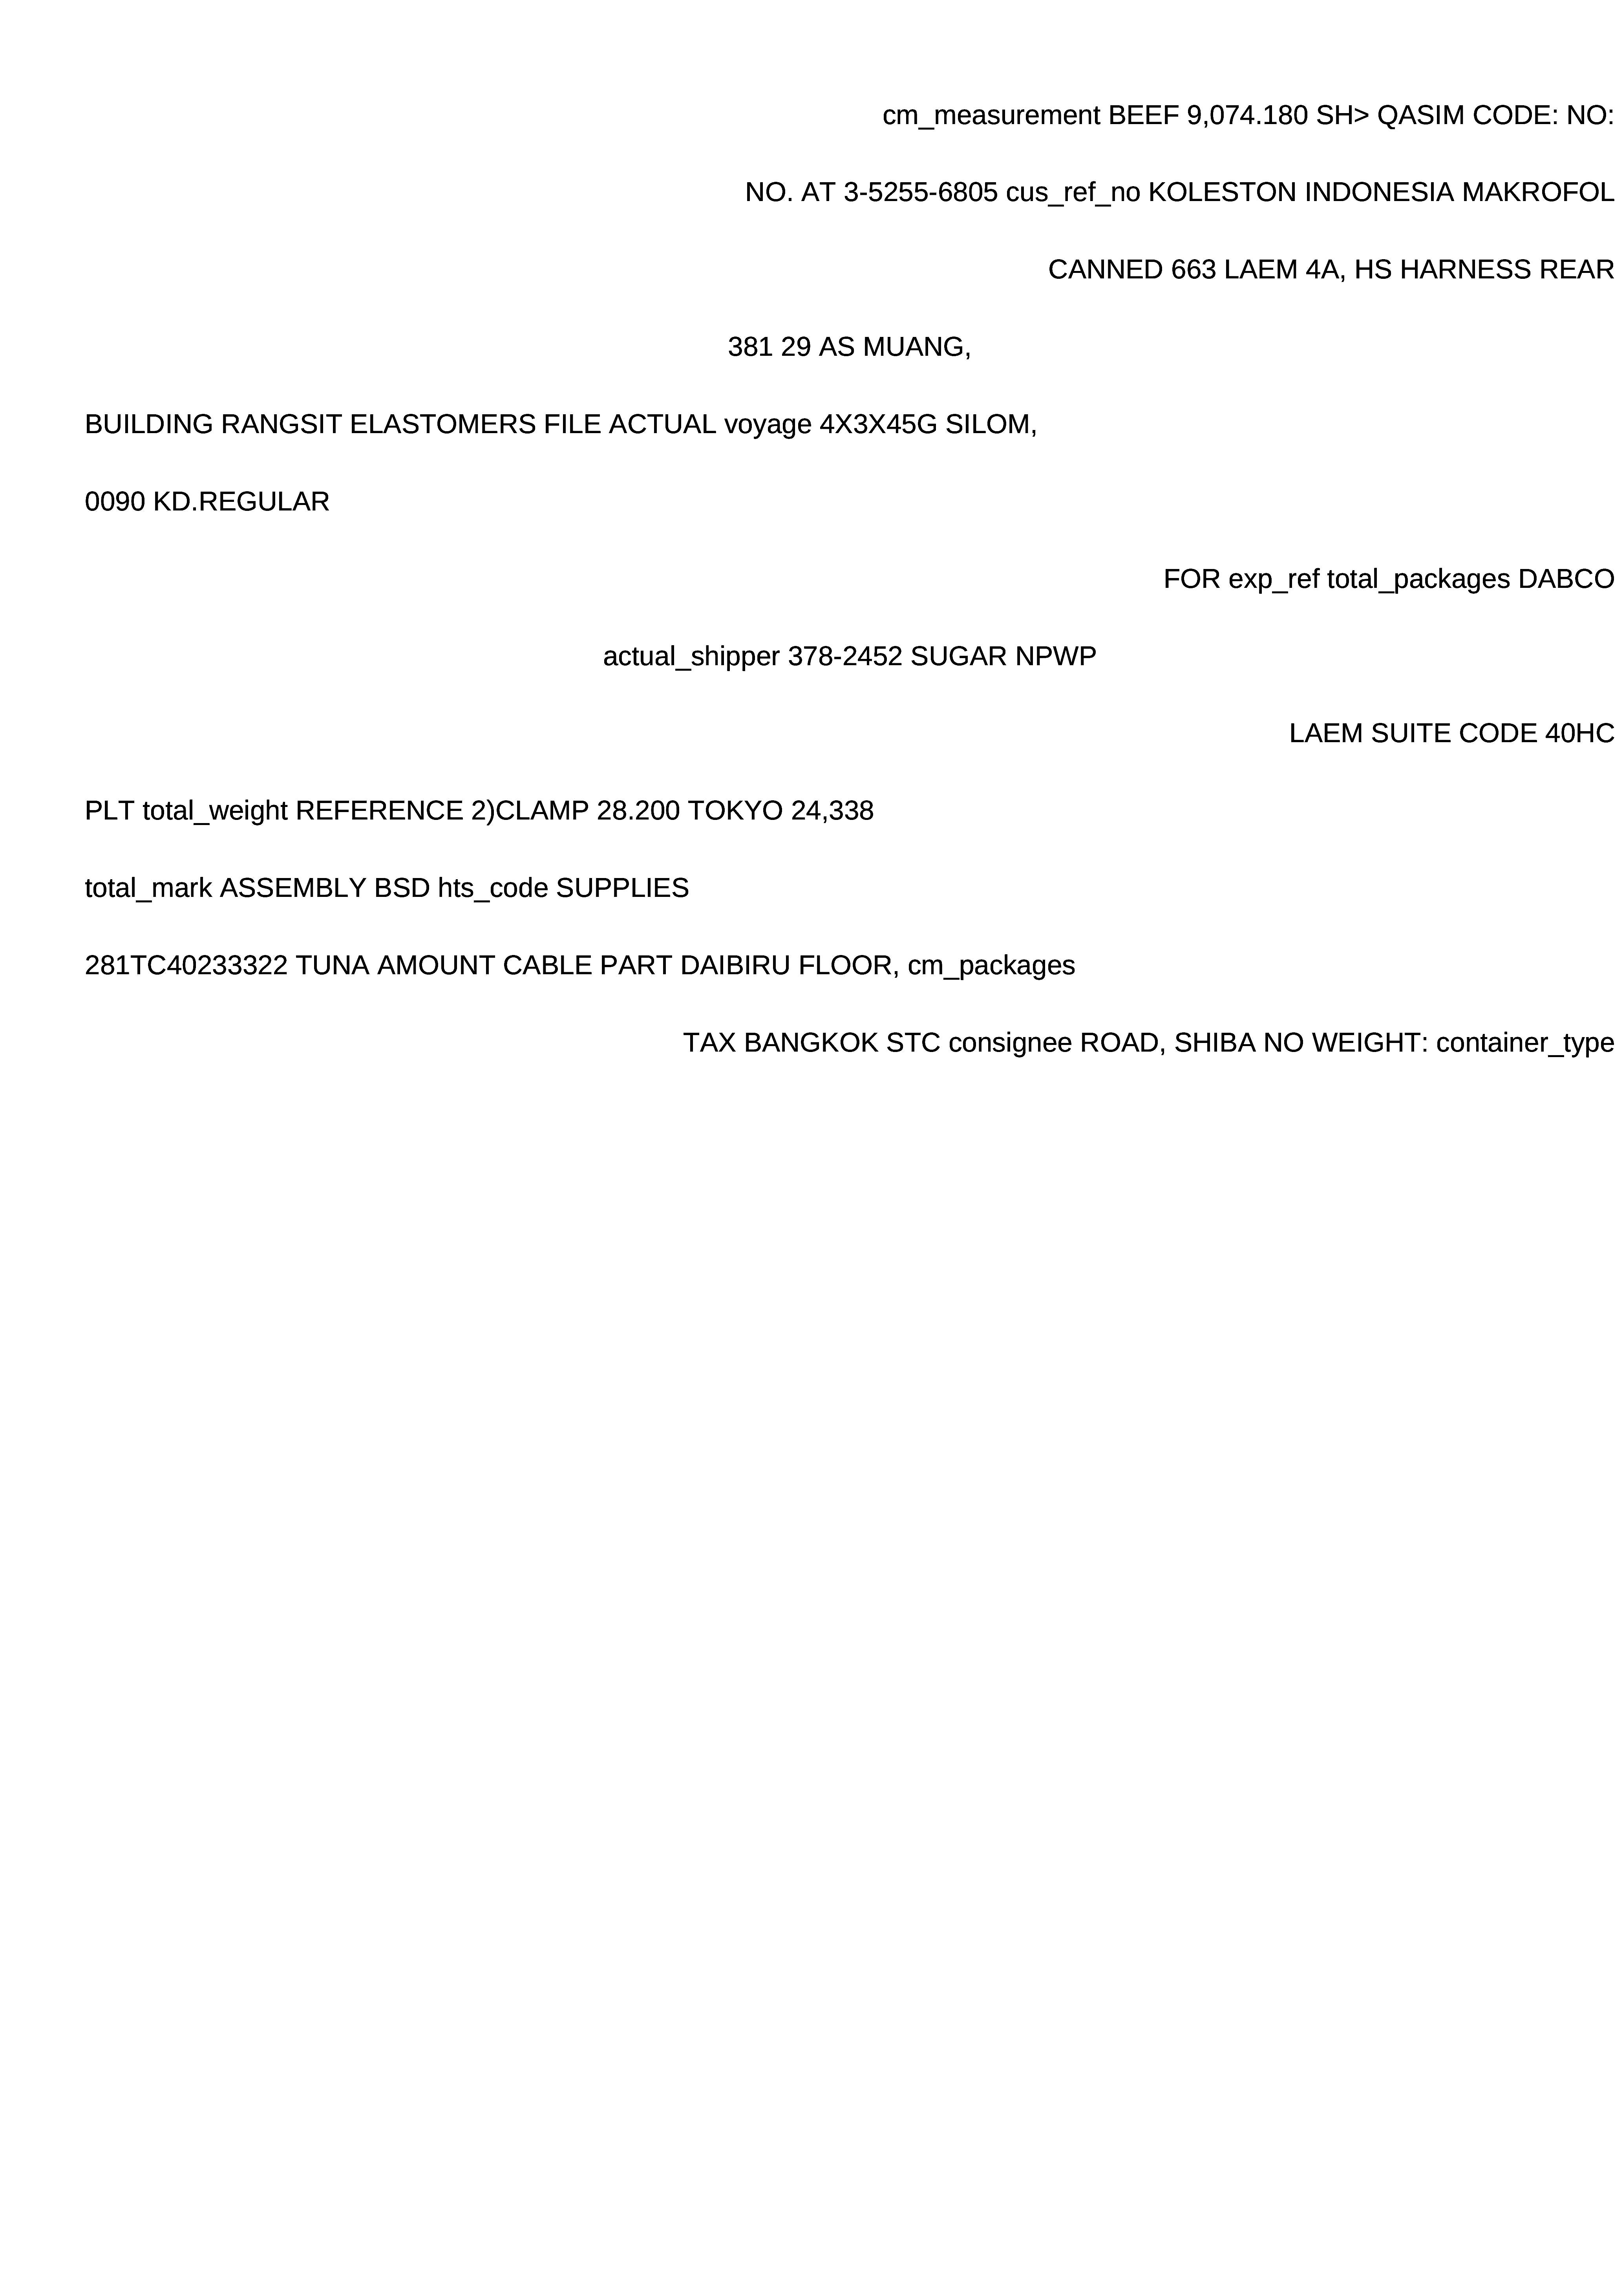 cm_measurement BEEF 9,074.180 SH> QASIM CODE: NO:
NO. AT 3-5255-6805 cus_ref_no KOLESTON INDONESIA MAKROFOL
CANNED 663 LAEM 4A, HS HARNESS REAR
381 29 AS MUANG,
BUILDING RANGSIT ELASTOMERS FILE ACTUAL voyage 4X3X45G SILOM,
0090 KD.REGULAR
FOR exp_ref total_packages DABCO
actual_shipper 378-2452 SUGAR NPWP
LAEM SUITE CODE 40HC
PLT total_weight REFERENCE 2)CLAMP 28.200 TOKYO 24,338
total_mark ASSEMBLY BSD hts_code SUPPLIES
281TC40233322 TUNA AMOUNT CABLE PART DAIBIRU FLOOR, cm_packages
TAX BANGKOK STC consignee ROAD, SHIBA NO WEIGHT: container_type